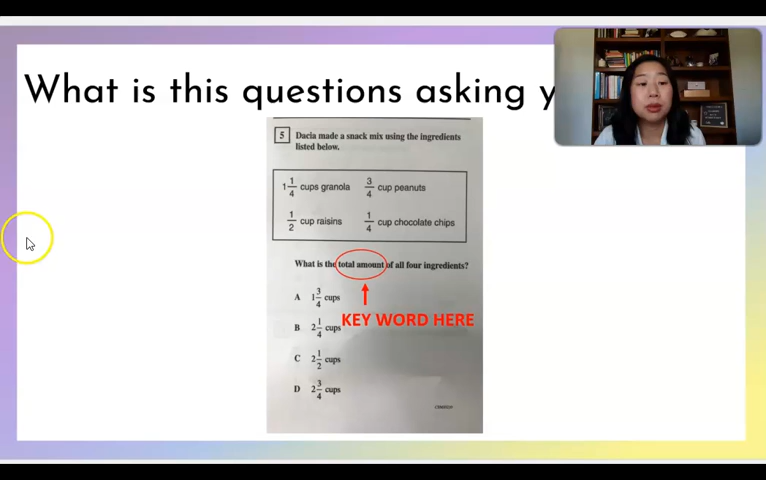 What is this questions asking y
5 Dacia made a snack mix using the ingredients
listed below.
1 1/4 cups granola 3/4 cup peanuts
1/2 cup raisins 1/4 cup chocolate chips
What is the total amount of all four ingredients?
A 1 3/4 cups
KEY WORD HERE
B 2 1/4 cups
C 2 1/2 cups
D 2 3/4 cups